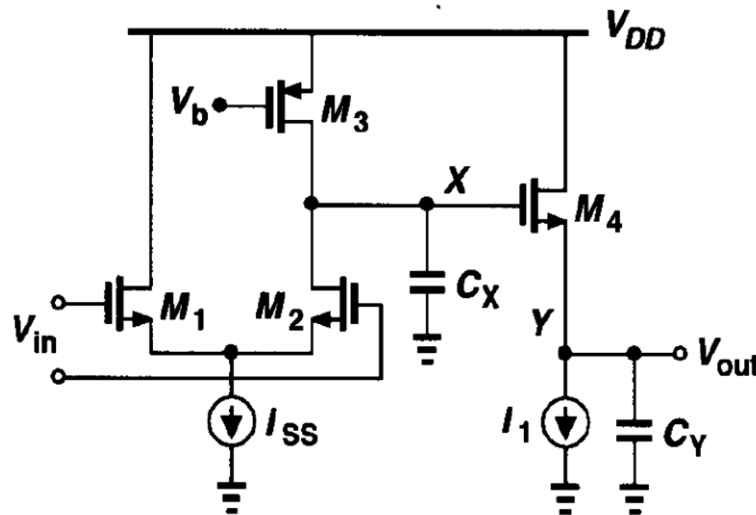 V_DD
V_b
M_3
X
M_4
C_X
M_1
M_2
V_in
Y
V_out
I_SS
I_1
C_Y